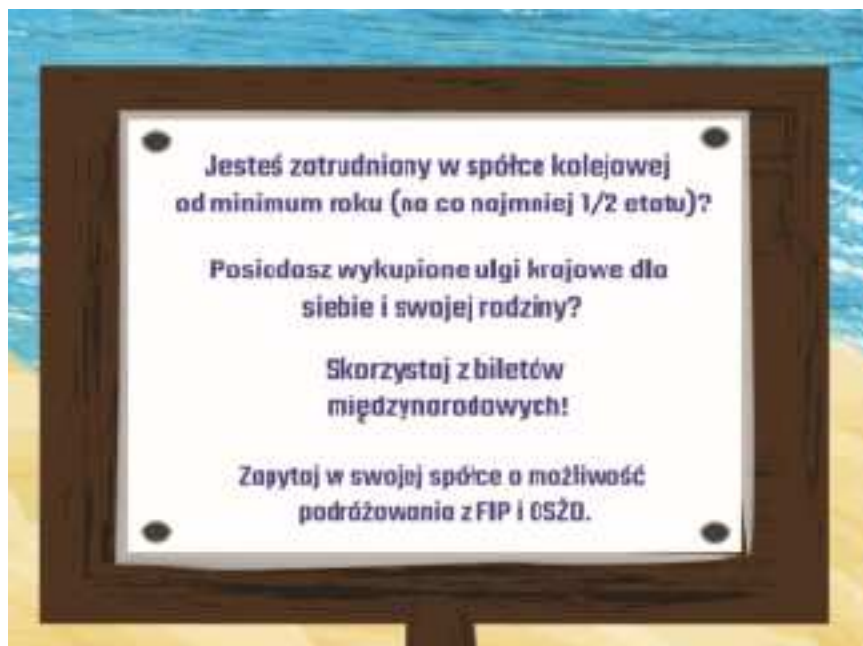 Jesteś zatrudniony w spółce kolejowej
od minimum roku (na co najmniej 1/2 etatu)?
Posiadasz wykupione ulgi krajowe dla
siebie i swojej rodziny?
Skorzystaj z biletów
międzynarodowych!
Zapytaj w swojej spółce o możliwość
podróżowania z FIP i OSŻD.